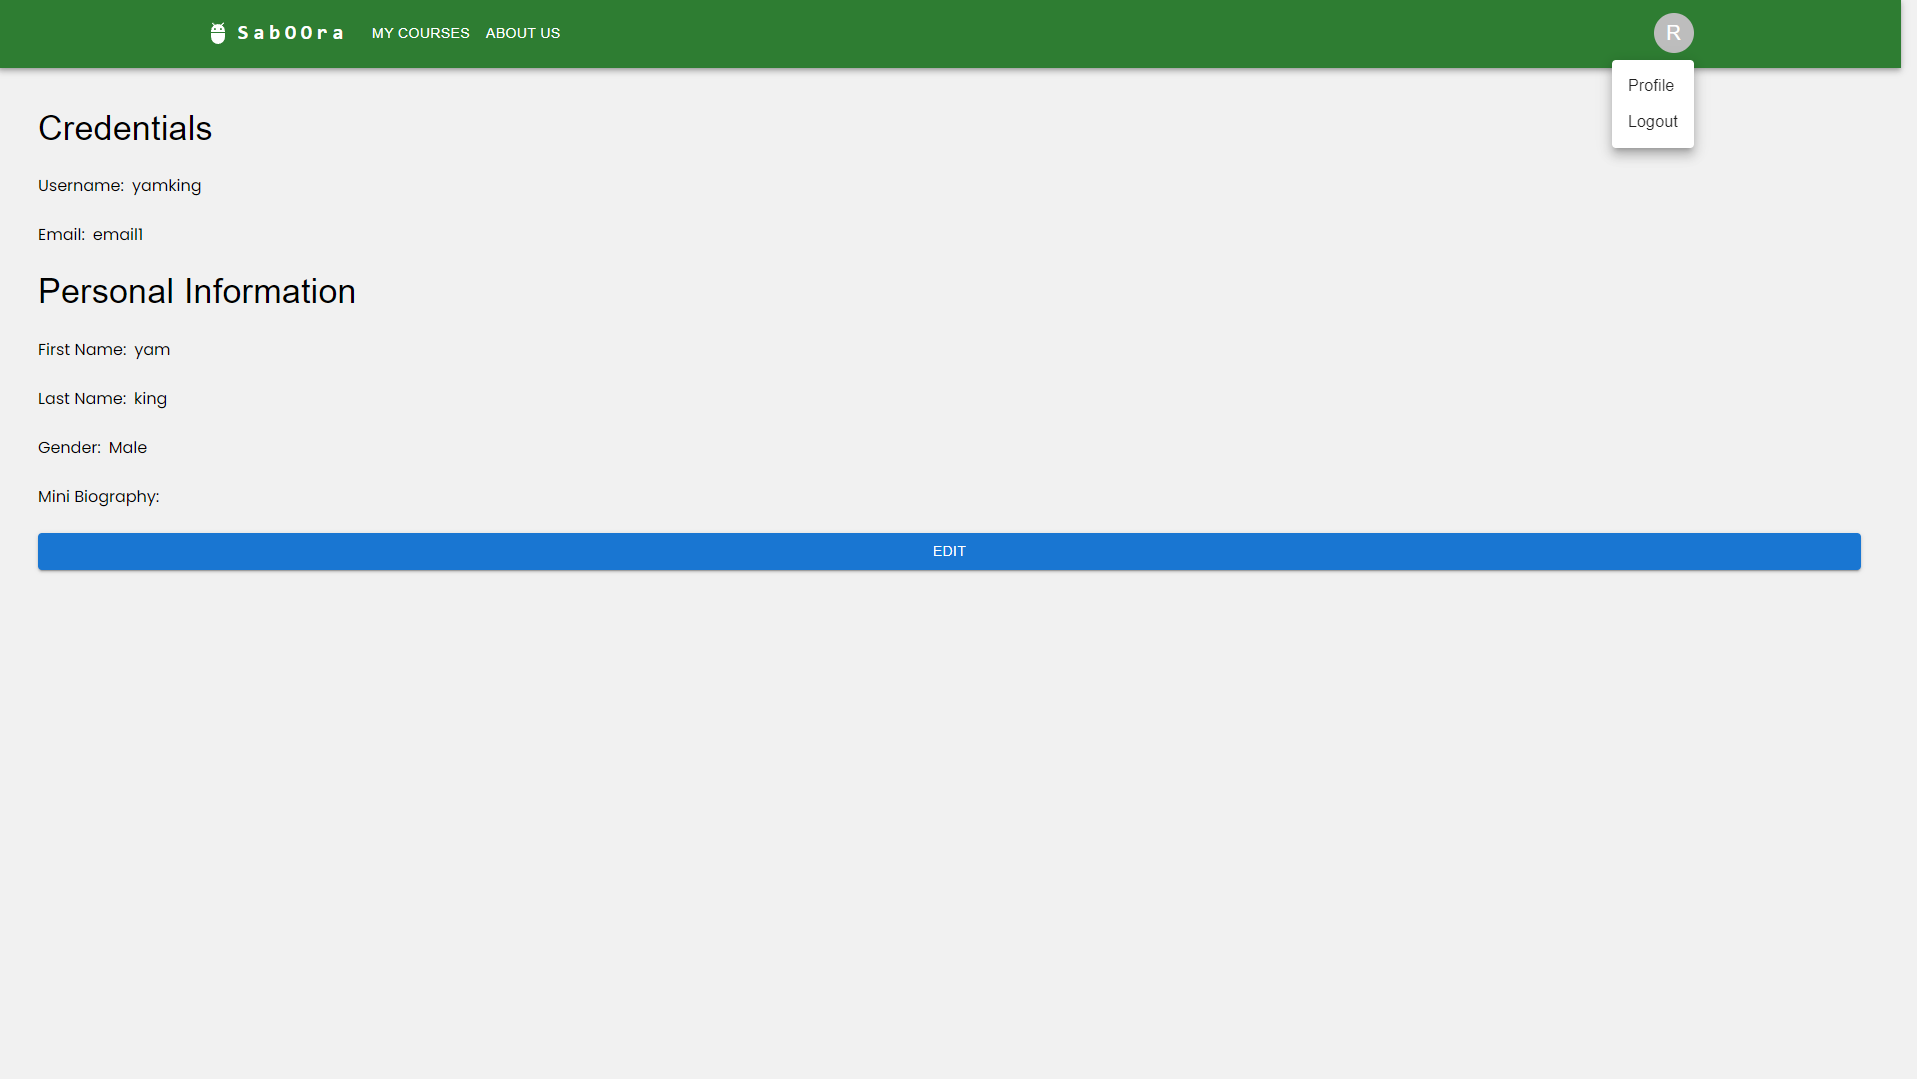 Sab00ra MY COURSES ABOUT US R
Profile
Logout
Credentials
Username: yamking
Email: email1
Personal Information
First Name: yam
Last Name: king
Gender: Male
Mini Biography:
EDIT